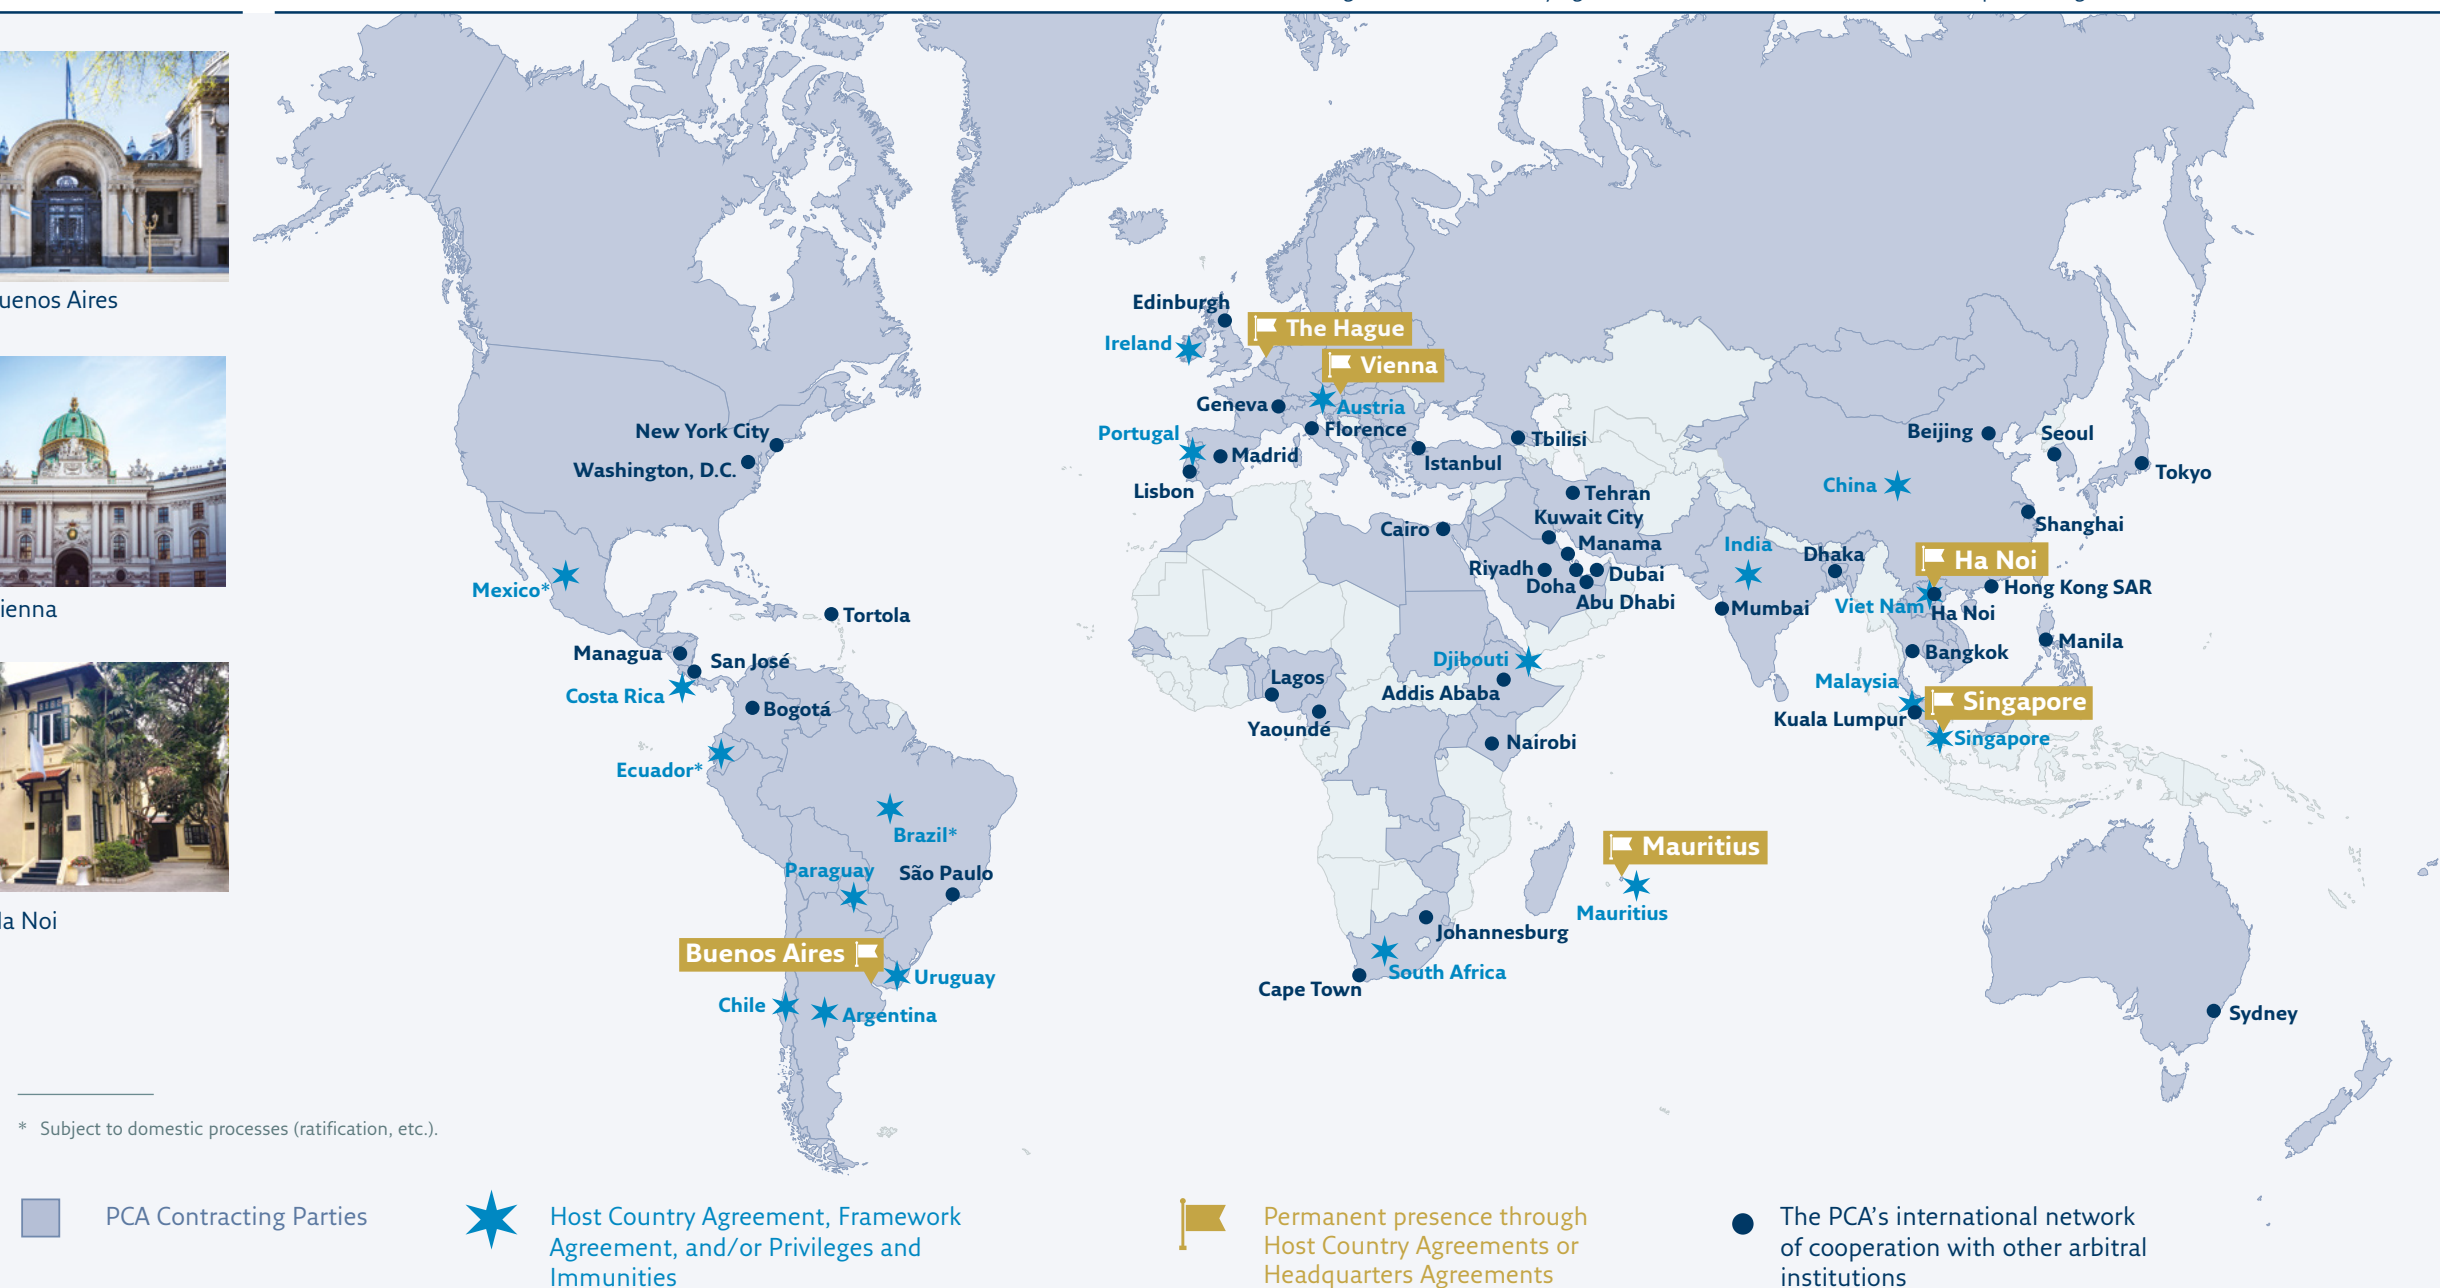 uenos Aires
ienna
a Noi
Edinburgh
Ireland
The Hague
Vienna
Geneva
Austria
Florence
Portugal
Madrid
Lisbon
Istanbul
Tbilisi
New York City
Washington, D.C.
Tehran
Kuwait City
Cairo
Manama
Riyadh
Doha
Dubai
Abu Dhabi
Beijing
Seoul
Tokyo
China
Shanghai
India
Dhaka
Ha Noi
Hong Kong SAR
Mumbai
Viet Nam
Ha Noi
Mexico*
Tortola
Managua
San José
Costa Rica
Bogotá
Ecuador*
Djibouti
Lagos
Addis Ababa
Yaoundé
Nairobi
Bangkok
Manila
Malaysia
Singapore
Kuala Lumpur
Singapore
Brazil*
Paraguay
São Paulo
Mauritius
Mauritius
Johannesburg
South Africa
Cape Town
Buenos Aires
Uruguay
Chile
Argentina
Sydney
* Subject to domestic processes (ratification, etc.).
PCA Contracting Parties
Host Country Agreement, Framework
Agreement, and/or Privileges and
Immunities
Permanent presence through
Host Country Agreements or
Headquarters Agreements
The PCA’s international network
of cooperation with other arbitral
institutions